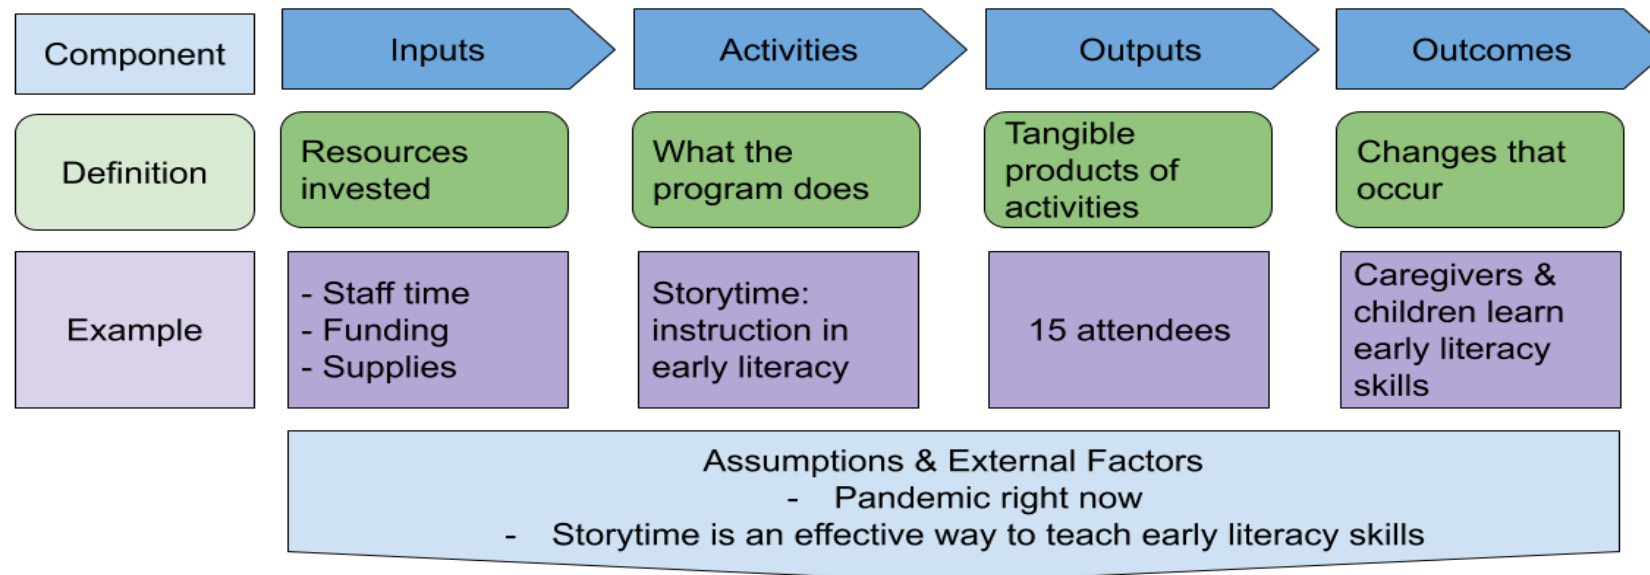 Component
Inputs
Activities
Outputs
Outcomes
Definition
Resources
invested
What the
program does
Tangible
products of
activities
Changes that
occur
Example
- Staff time
- Funding
- Supplies
Storytime:
instruction in
early literacy
15 attendees
Caregivers &
children learn
early literacy
skills
Assumptions & External Factors
- Pandemic right now
- Storytime is an effective way to teach early literacy skills